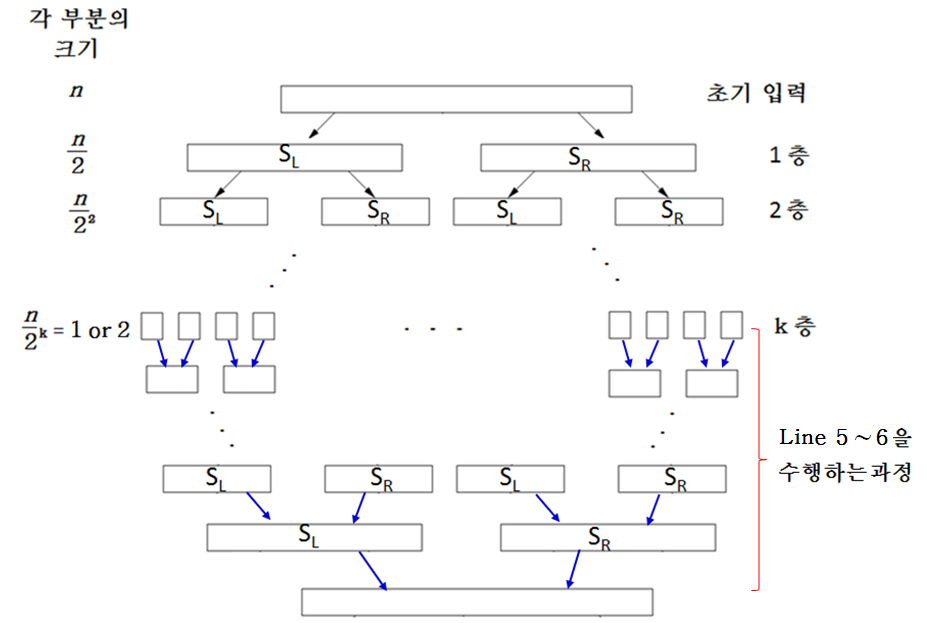 각 부분의
크기
n
초기 입력
n/2
S_L
S_R
1 층
n/2²
S_L
S_R
S_L
S_R
2 층
n/2ᵏ = 1 or 2
. . .
k 층
Line 5～6을
수행하는과정
S_L
S_R
S_L
S_R
S_L
S_R